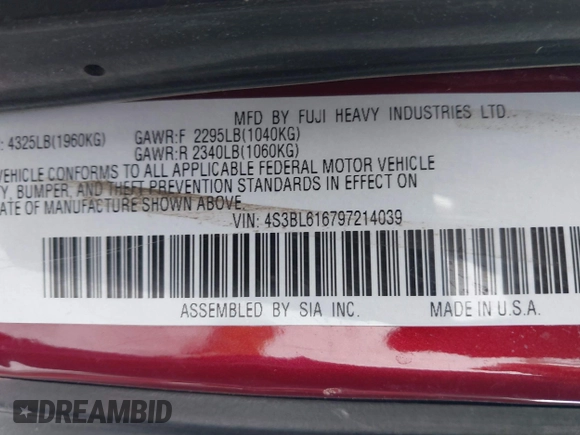 MFD BY FUJI HEAVY INDUSTRIES LTD.
: 4325LB(1960KG) GAWR:F 2295LB(1040KG)
GAWR:R 2340LB(1060KG)
VEHICLE CONFORMS TO ALL APPLICABLE FEDERAL MOTOR VEHICLE
Y, BUMPER, AND THEFT PREVENTION STANDARDS IN EFFECT ON
ATE OF MANUFACTURE SHOWN ABOVE.
VIN: 4S3BL616797214039
ASSEMBLED BY SIA INC. MADE IN U.S.A.
DREAMBID